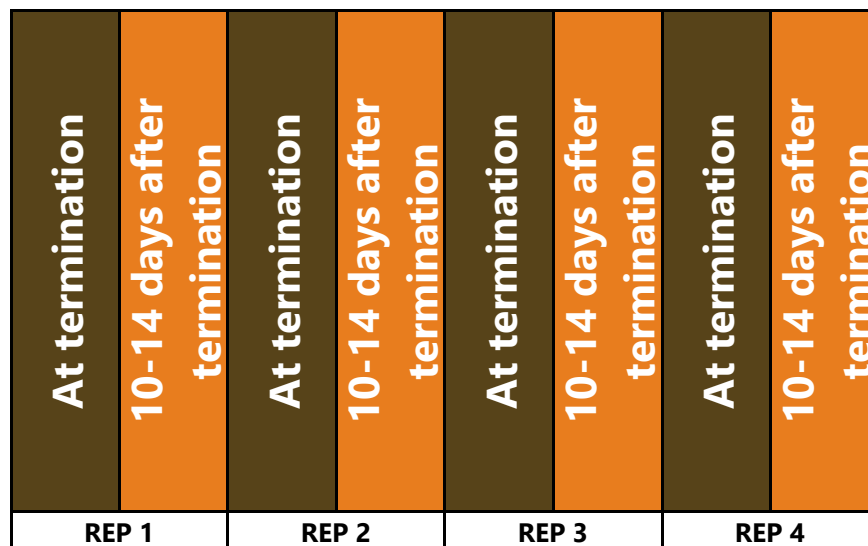 At termination
10-14 days after
termination
At termination
10-14 days after
termination
At termination
10-14 days after
termination
At termination
10-14 days after
termination
REP 1
REP 2
REP 3
REP 4